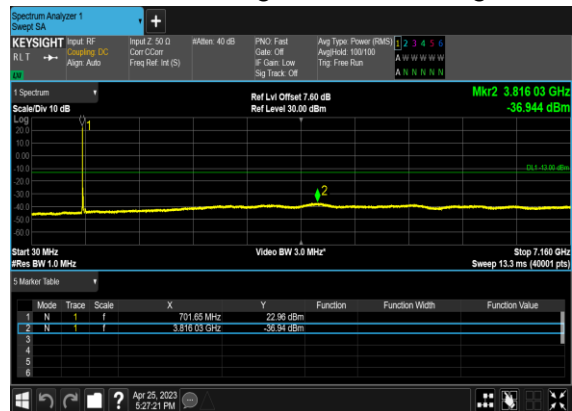 Spectrum Analyzer 1
Swept SA
+
KEYSIGHT Input: RF Input Z: 50 Ω #Atten: 40 dB PNO: Fast Avg Type: Power (RMS) 1 2 3 4 5 6
RLT Coupling: DC Corr CCorr Gate: Off Avg|Hold: 100/100 A W W W W W
Align: Auto Freq Ref: Int (S) IF Gain: Low Trig: Free Run
LXI Sig Track: Off A N N N N N
1 Spectrum Ref Lvl Offset 7.60 dB Mkr2 3.816 03 GHz
Scale/Div 10 dB Ref Level 30.00 dBm -36.944 dBm
Log
20.0
10.0
0.00
-10.0
-20.0
-30.0
-40.0
-50.0
-60.0
1
DL1 -13.00 dBm
2
Start 30 MHz Video BW 3.0 MHz* Stop 7.160 GHz
#Res BW 1.0 MHz Sweep 13.3 ms (40001 pts)
5 Marker Table
Mode Trace Scale X Y Function Function Width Function Value
1 N 1 f 701.65 MHz 22.96 dBm
2 N 1 f 3.816 03 GHz -36.94 dBm
3
4
5
6
? Apr 25, 2023
5:27:21 PM